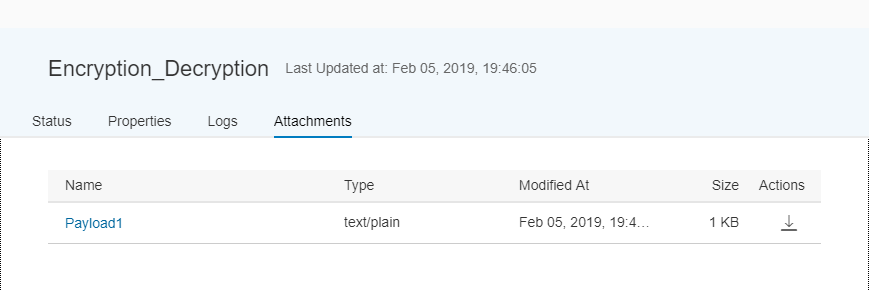 Encryption_Decryption Last Updated at: Feb 05, 2019, 19:46:05
Status Properties Logs Attachments
Name Type Modified At Size Actions
Payload1 text/plain Feb 05, 2019, 19:4... 1 KB